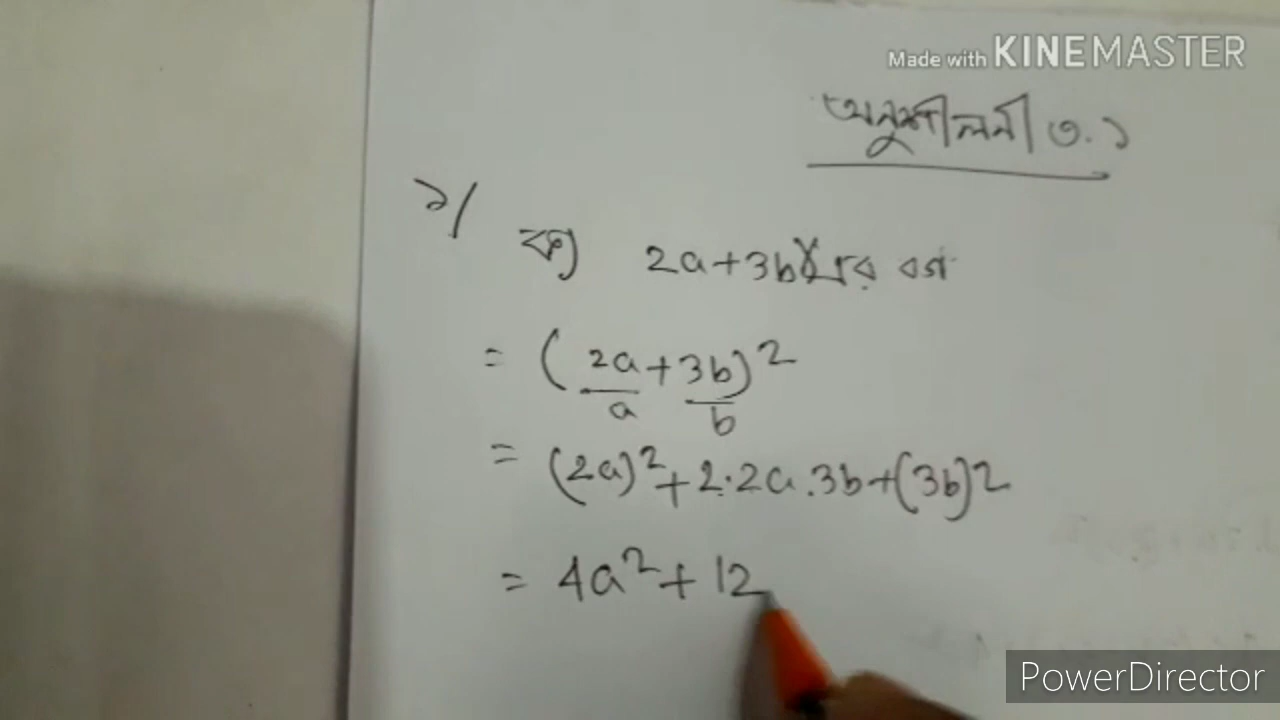 Made with KINEMASTER
অনুশীলনী ৩.১
১/
ক) 2a+3b এর বর্গ
= (2a+3b)²
a b
= (2a)²+2.2a.3b+(3b)²
= 4a²+12
PowerDirector